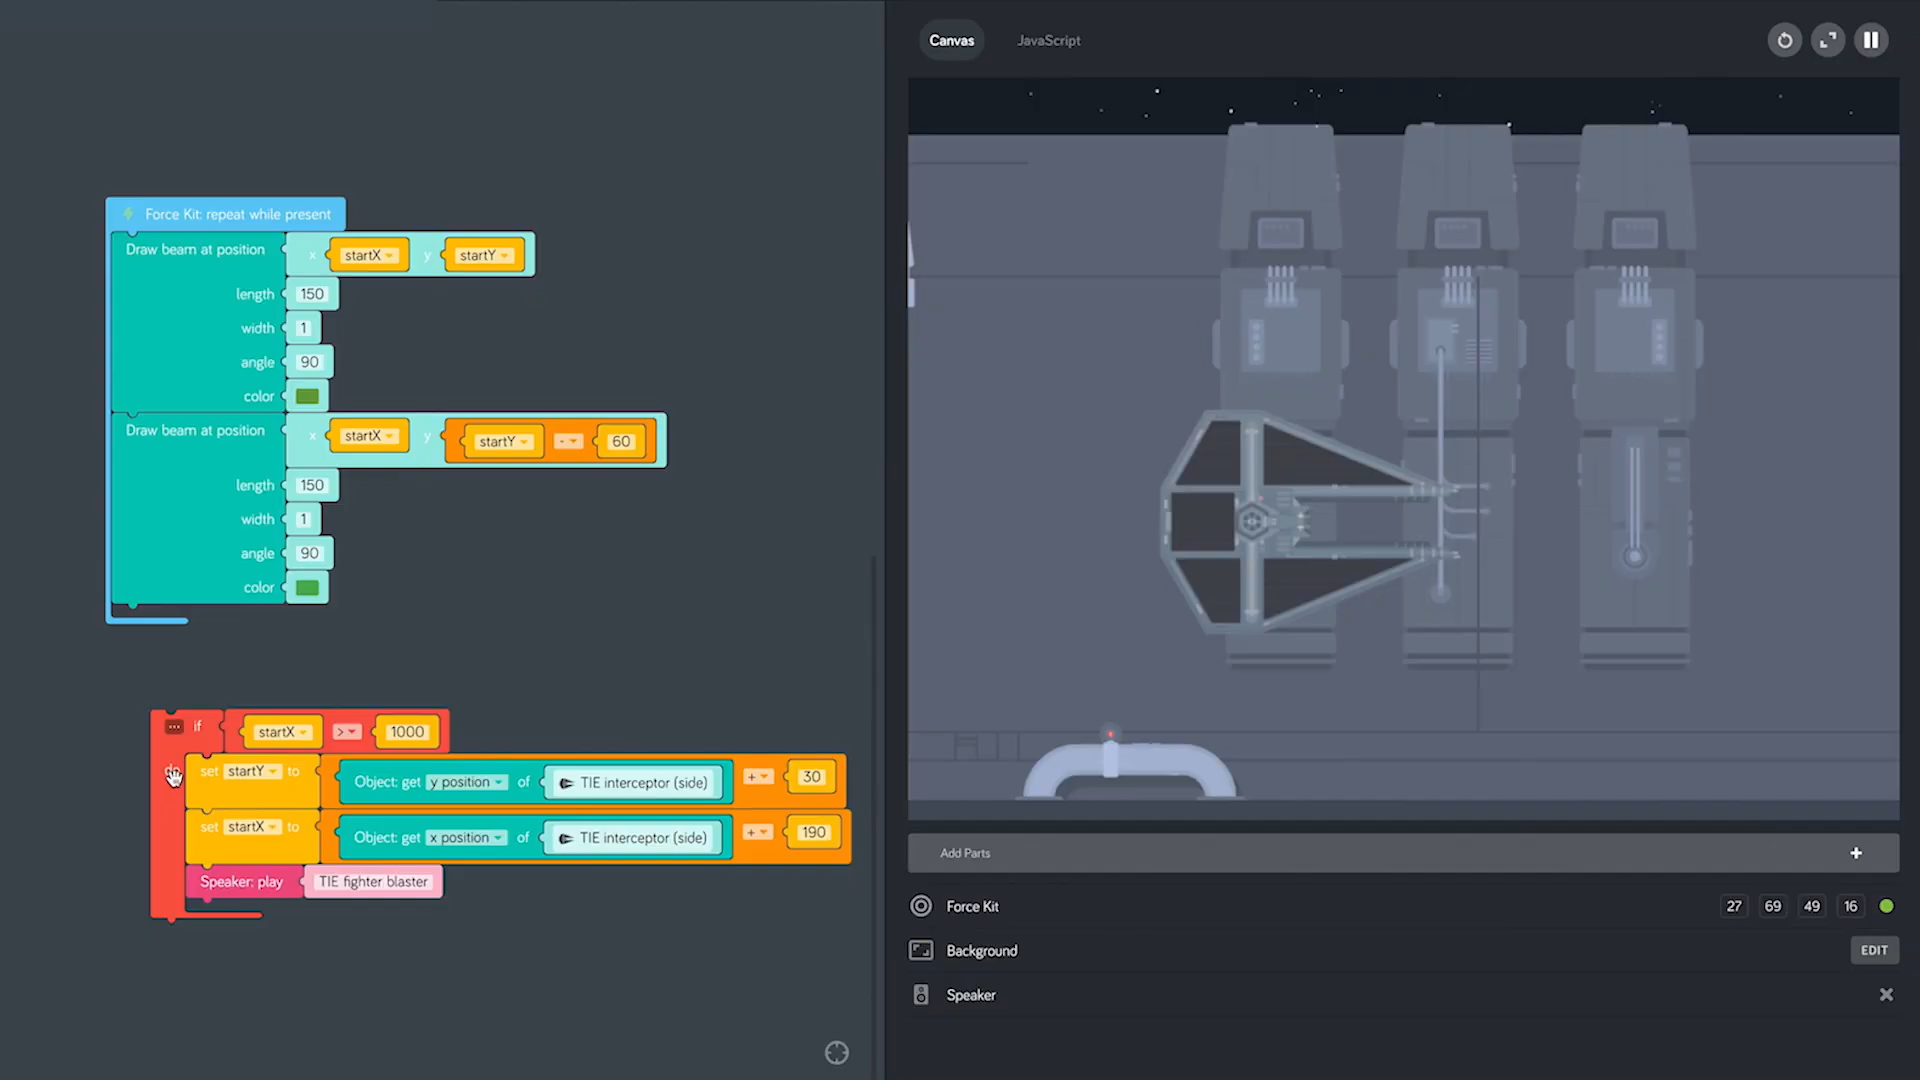 Canvas JavaScript
Force Kit: repeat while present
Draw beam at position x startX y startY
length 150
width 1
angle 90
color
Draw beam at position x startX y startY - 60
length 150
width 1
angle 90
color
if startX > 1000
do set startY to Object: get y position of TIE interceptor (side) + 30
set startX to Object: get x position of TIE interceptor (side) + 190
Speaker: play TIE fighter blaster
Add Parts +
Force Kit 27 69 49 16
Background EDIT
Speaker